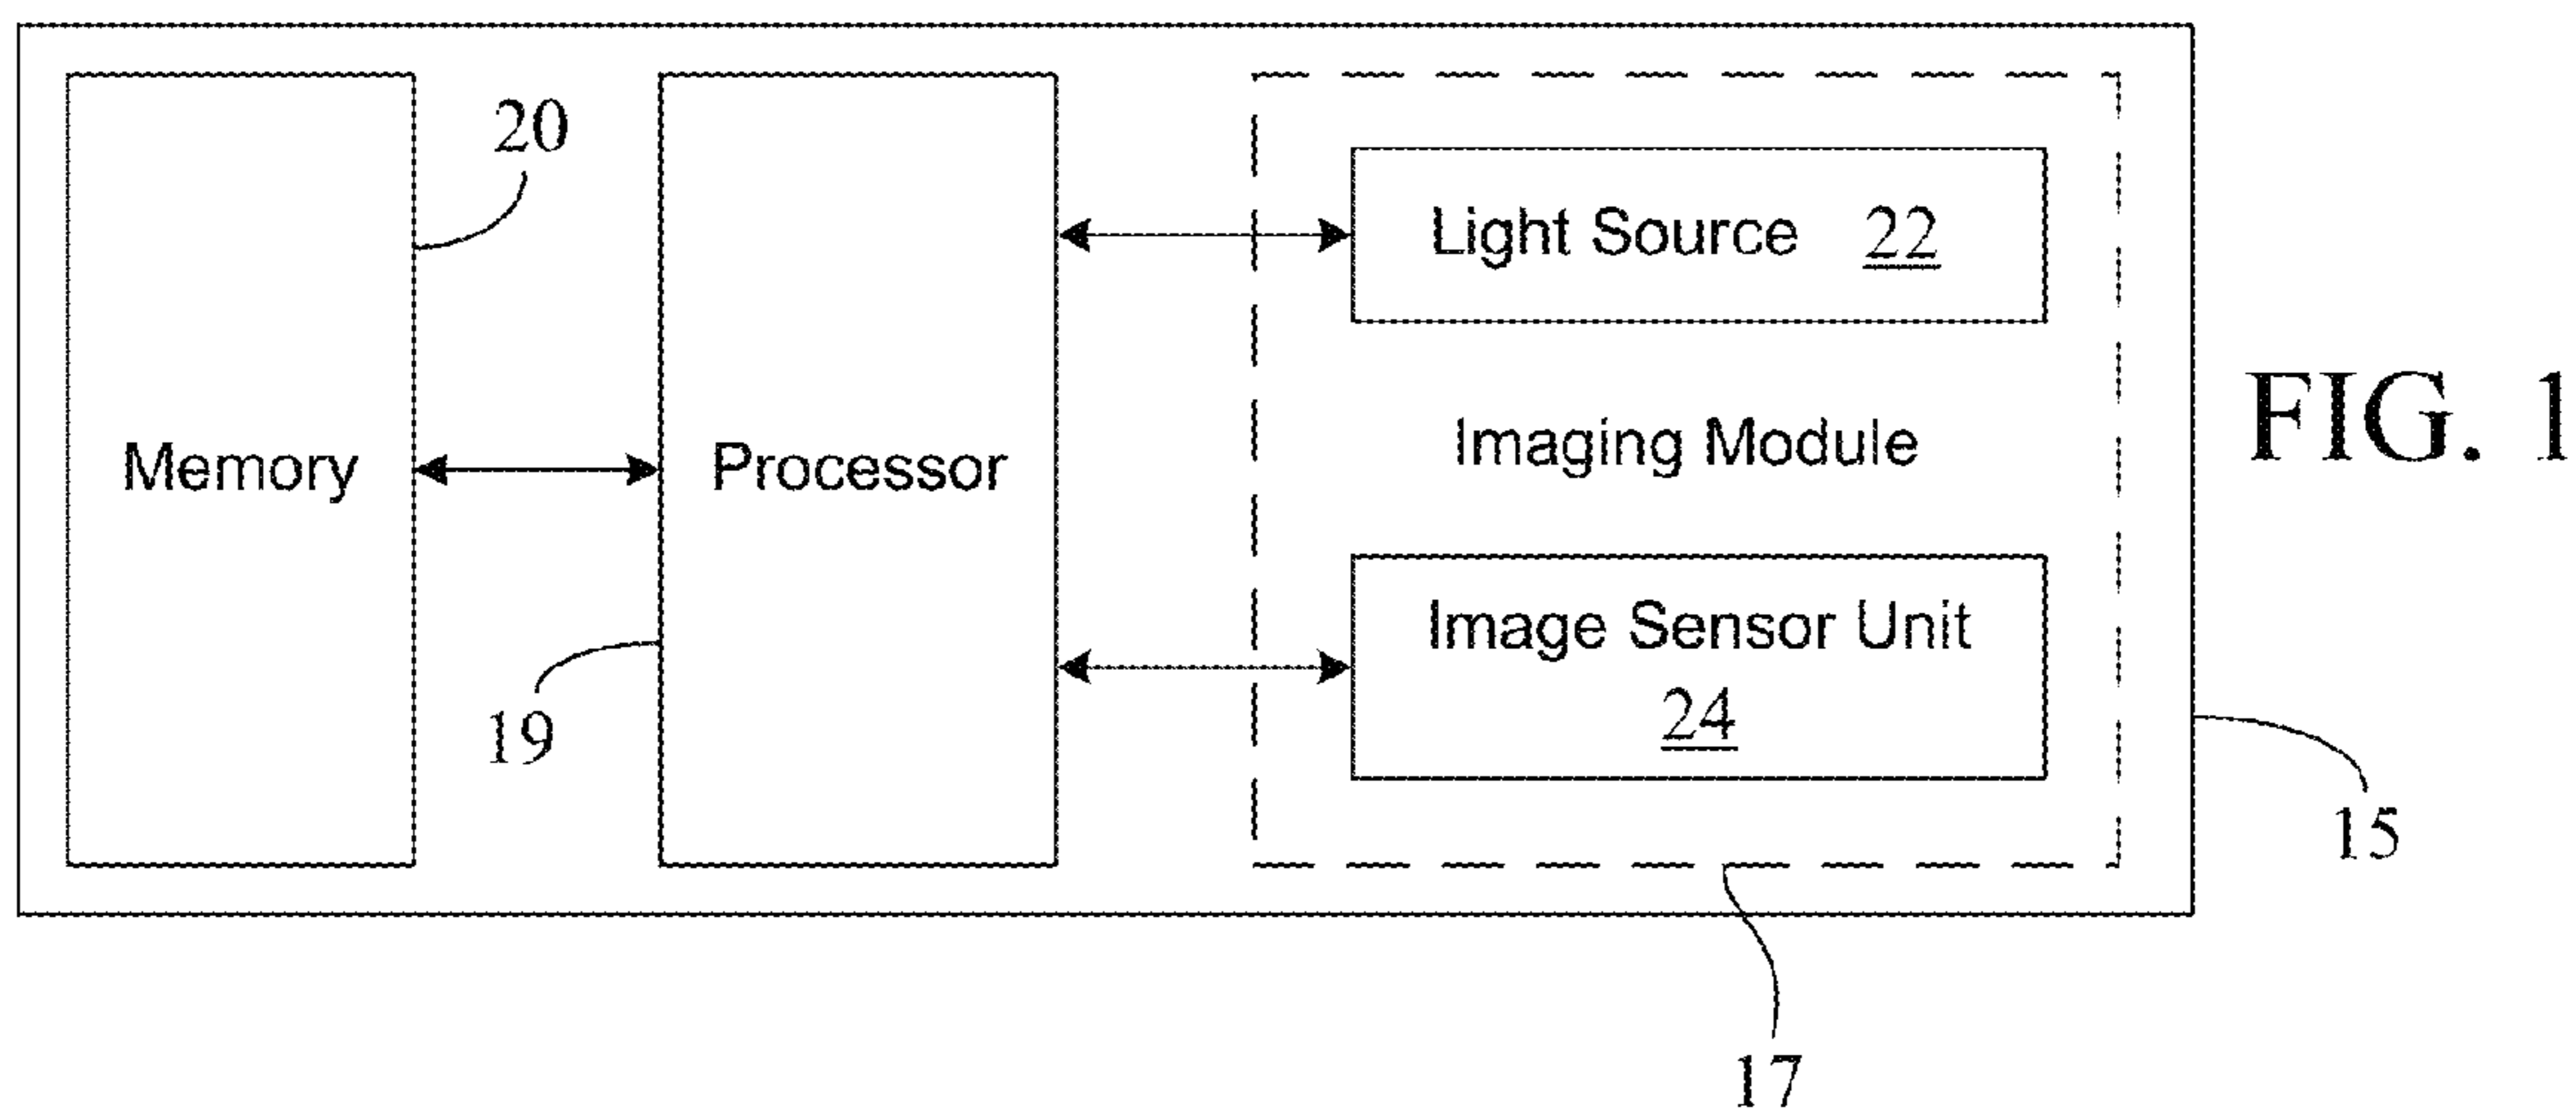 20
Light Source 22
Imaging Module
FIG. 1
Memory
Processor
Image Sensor Unit
24
19
15
17